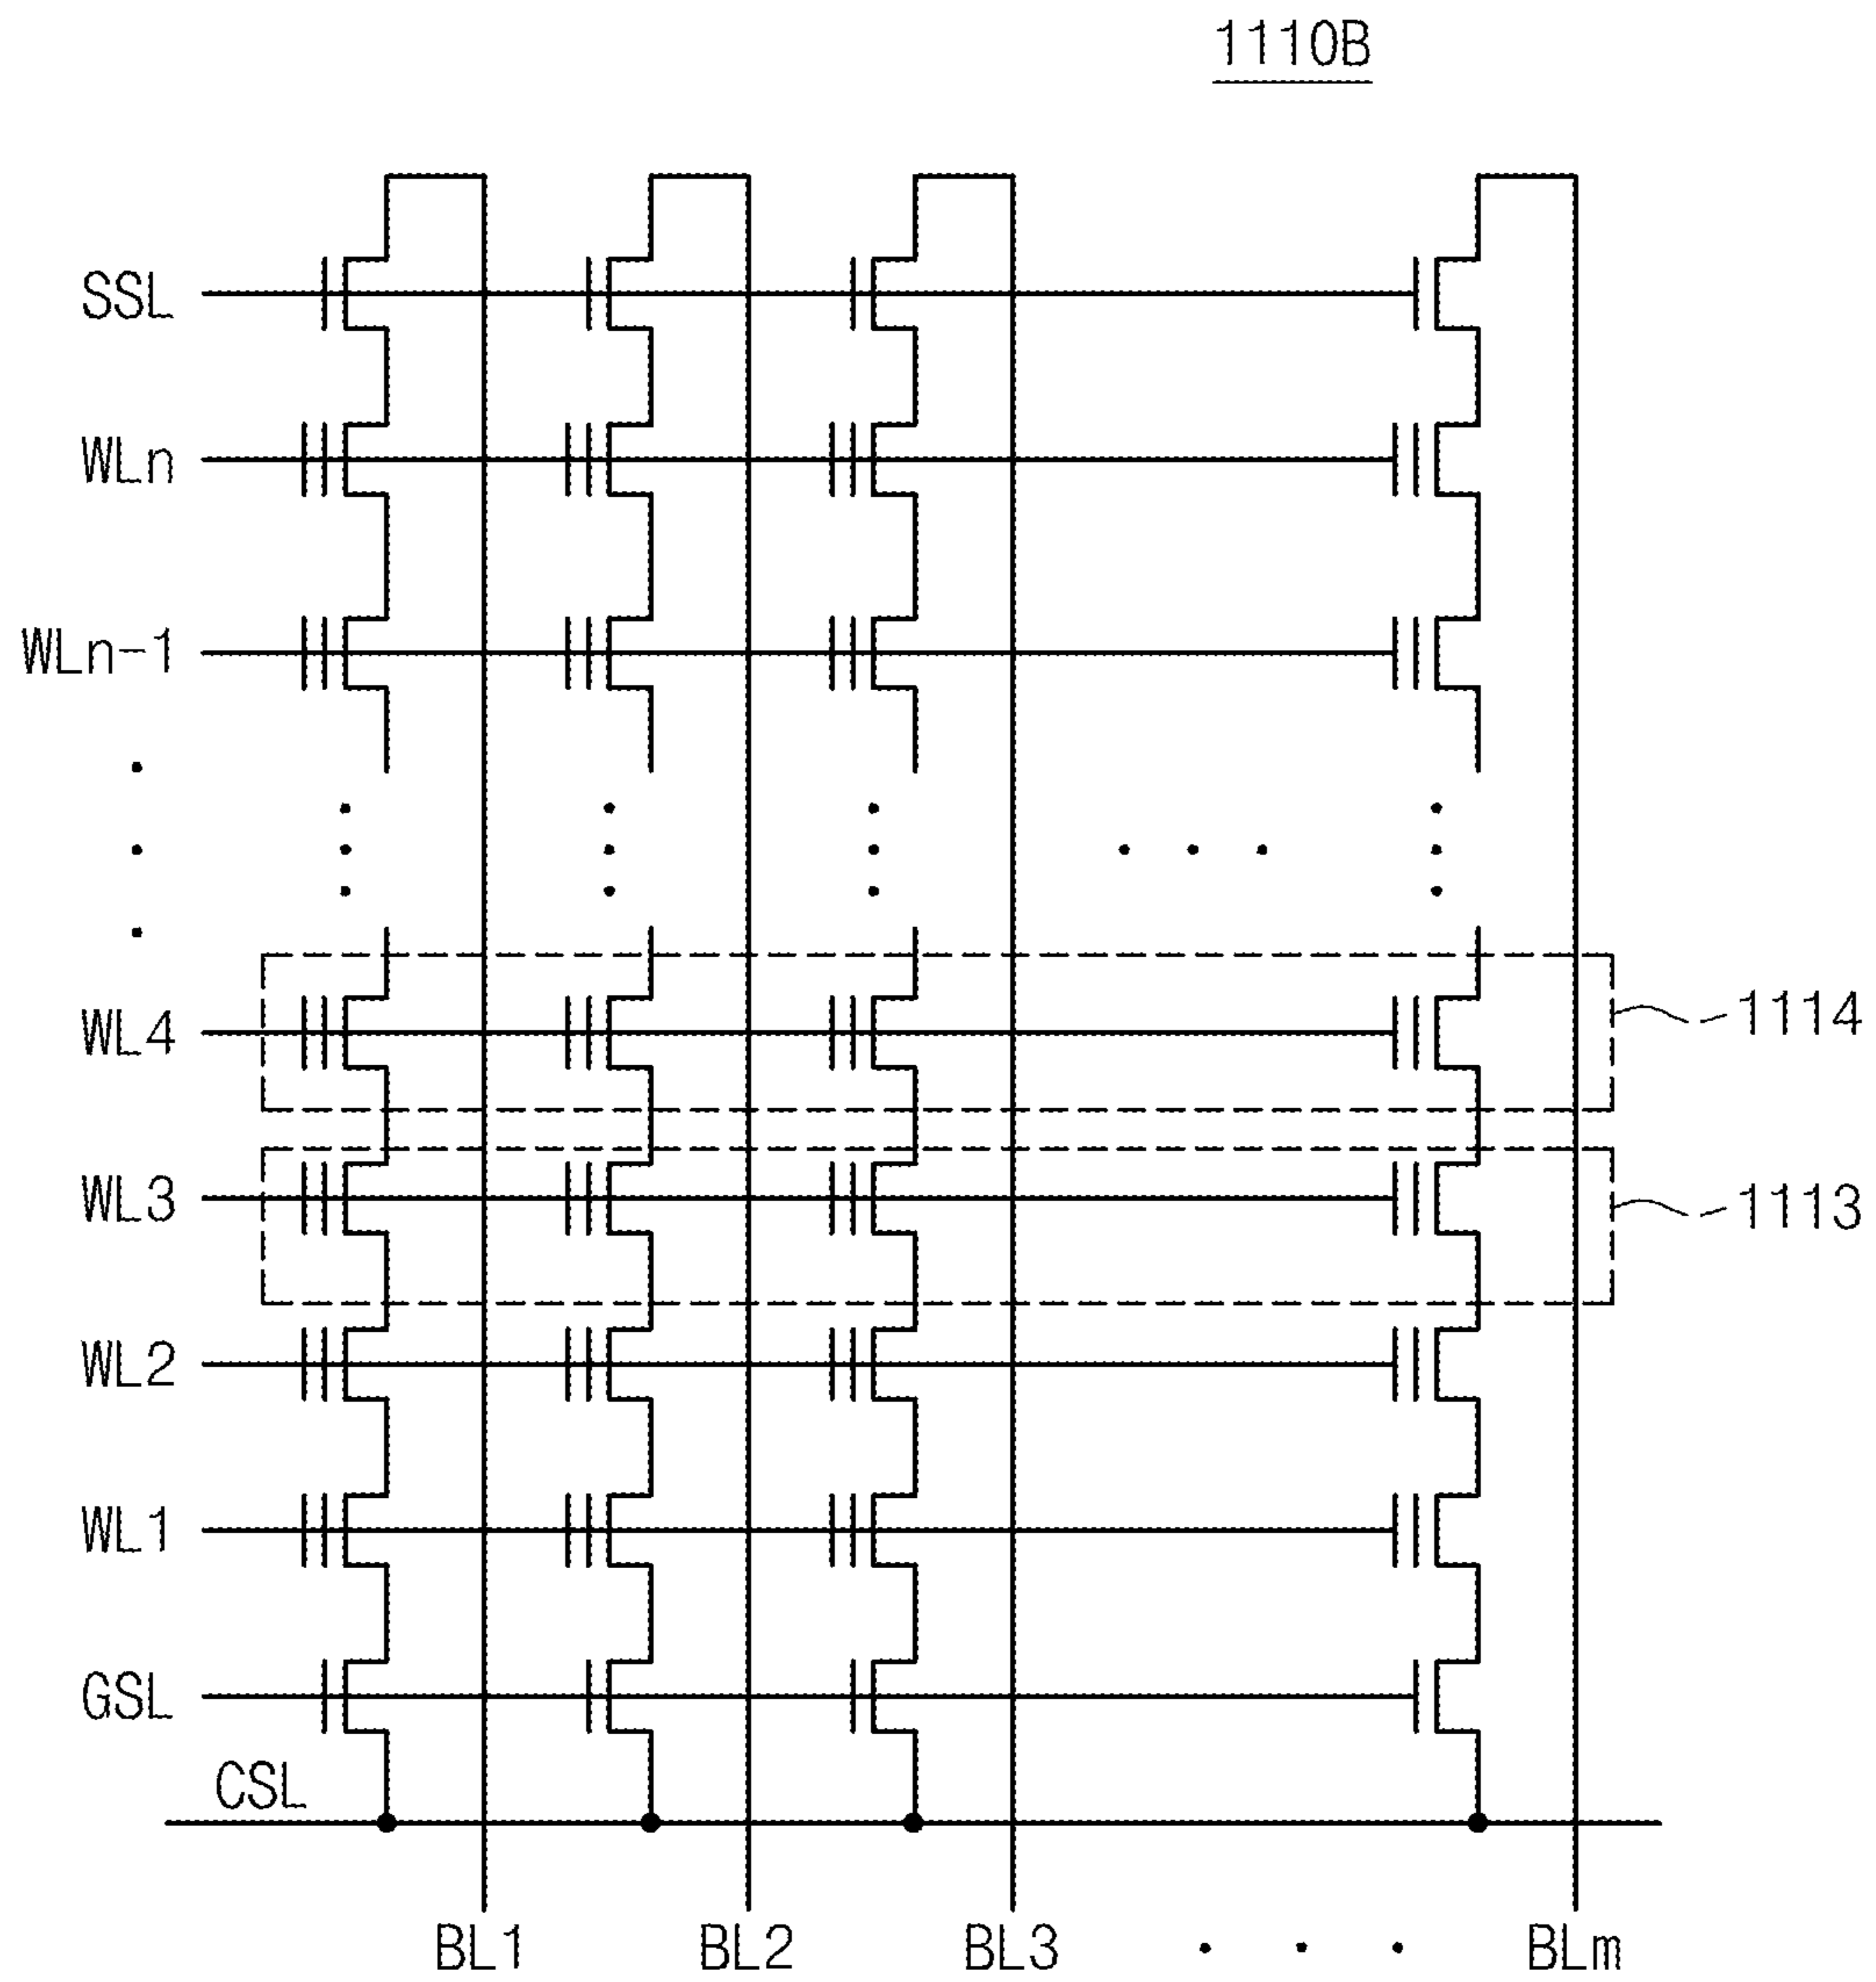 1110B
SSL
WLn
WLn-1
WL4
1114
WL3
1113
WL2
WL1
GSL
CSL
BL1 BL2 BL3 . . . BLm